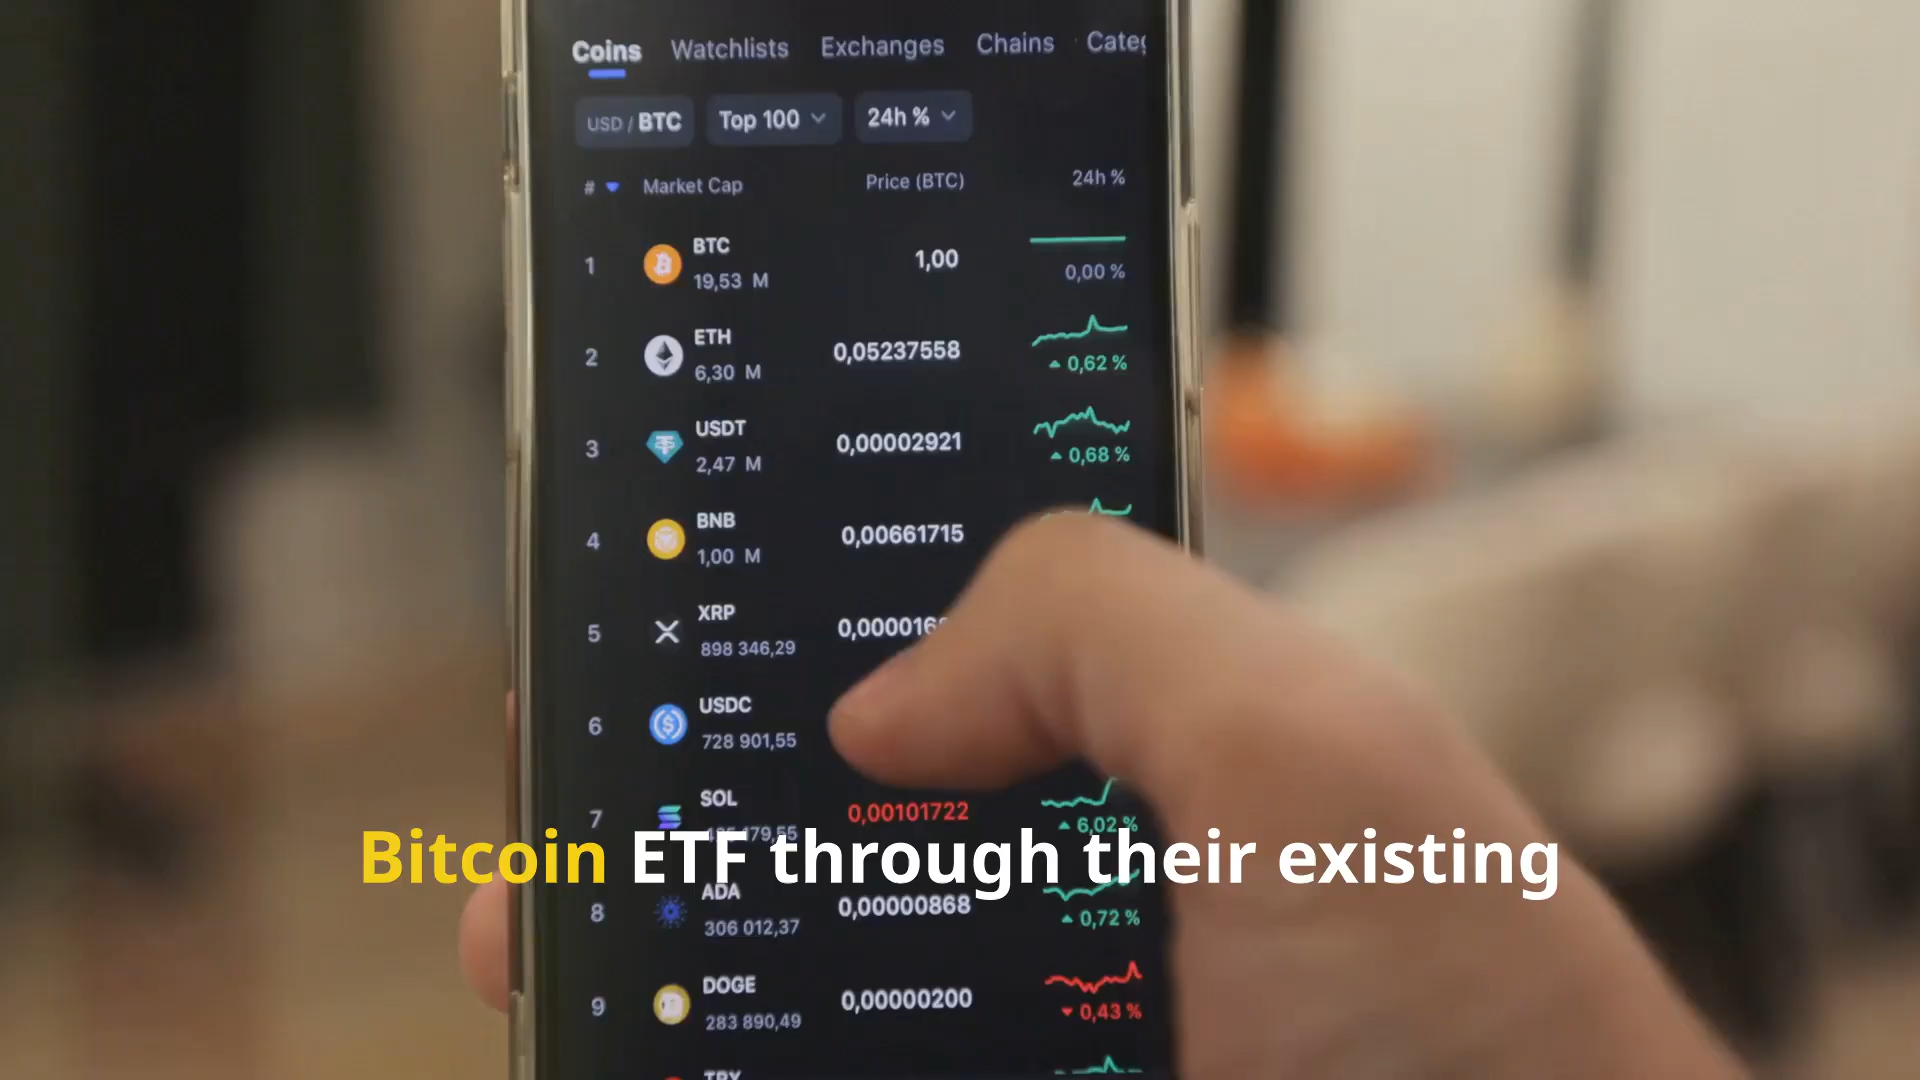 Coins Watchlists Exchanges Chains
USD / BTC Top 100 24h %
# Market Cap Price (BTC) 24h %
1 BTC 1,00
19,53 M 0,00 %
2 ETH 0,05237558
6,30 M 0,62 %
3 USDT 0,00002921
2,47 M 0,68 %
4 BNB 0,00661715
1,00 M
5 XRP
898 346,29
6 USDC
728 901,55
7 SOL 0,00101722
6,02 %
Bitcoin ETF through their existing
8 ADA 0,00000868
306 012,37 0,72 %
9 DOGE 0,00000200
283 890,49 0,43 %